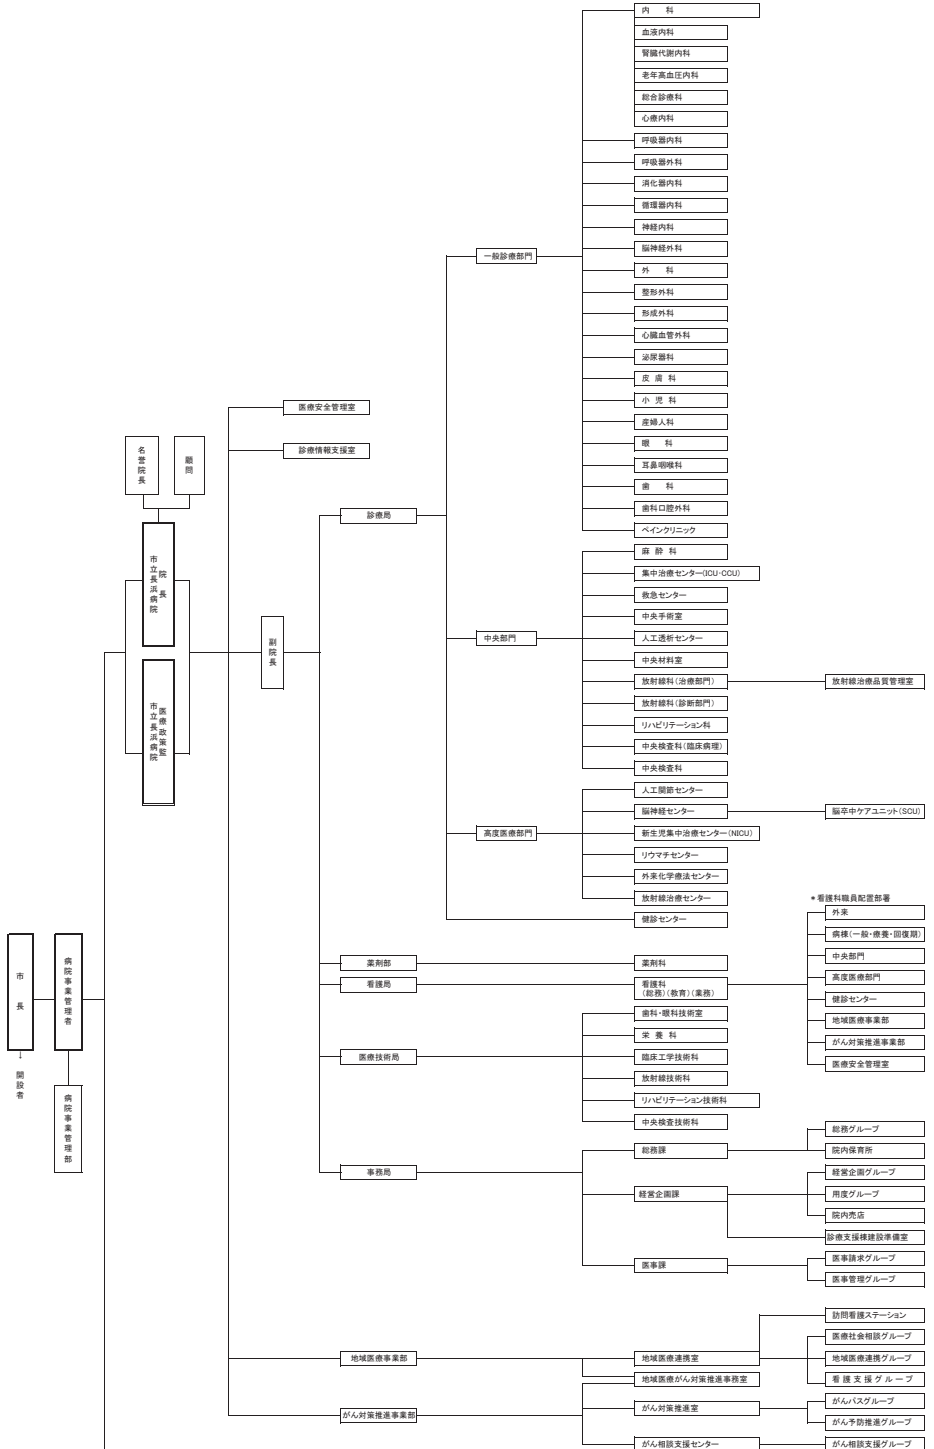 内　科
血液内科
腎臓代謝内科
老年高血圧内科
総合診療科
心療内科
呼吸器内科
呼吸器外科
消化器内科
循環器内科
神経内科
脳神経外科
一般診療部門
外　科
整形外科
形成外科
心臓血管外科
泌尿器科
皮 膚 科
小 児 科
産婦人科
眼　科
耳鼻咽喉科
歯　科
歯科口腔外科
ペインクリニック
医療安全管理室
診療情報支援室
名誉院長
顧問
市立長浜病院
院長
市立長浜病院
医療政策監
副院長
診療局
麻 酔 科
集中治療センター(ICU・CCU)
救急センター
中央手術室
中央部門
人工透析センター
中央材料室
放射線科(治療部門)
放射線治療品質管理室
放射線科(診断部門)
リハビリテーション科
中央検査科(臨床病理)
中央検査科
人工関節センター
脳神経センター
脳卒中ケアユニット(SCU)
高度医療部門
新生児集中治療センター(NICU)
リウマチセンター
外来化学療法センター
放射線治療センター
健診センター
＊看護科職員配置部署
外来
病棟(一般・療養・回復期)
中央部門
高度医療部門
健診センター
地域医療事業部
がん対策推進事業部
医療安全管理室
市　長
↓
開設者
病院事業管理者
病院事業管理部
薬剤部
薬剤科
看護局
看護科
(総務)(教育)(業務)
歯科・眼科技術室
栄 養 科
医療技術局
臨床工学技術科
放射線技術科
リハビリテーション技術科
中央検査技術科
事務局
総務課
総務グループ
院内保育所
経営企画課
経営企画グループ
用度グループ
院内売店
診療支援棟建設準備室
医事課
医事請求グループ
医事管理グループ
訪問看護ステーション
医療社会相談グループ
地域医療事業部
地域医療連携室
地域医療連携グループ
看護支援グループ
地域医療がん対策推進事務室
がん対策推進事業部
がん対策推進室
がんパスグループ
がん予防推進グループ
がん相談支援センター
がん相談支援グループ